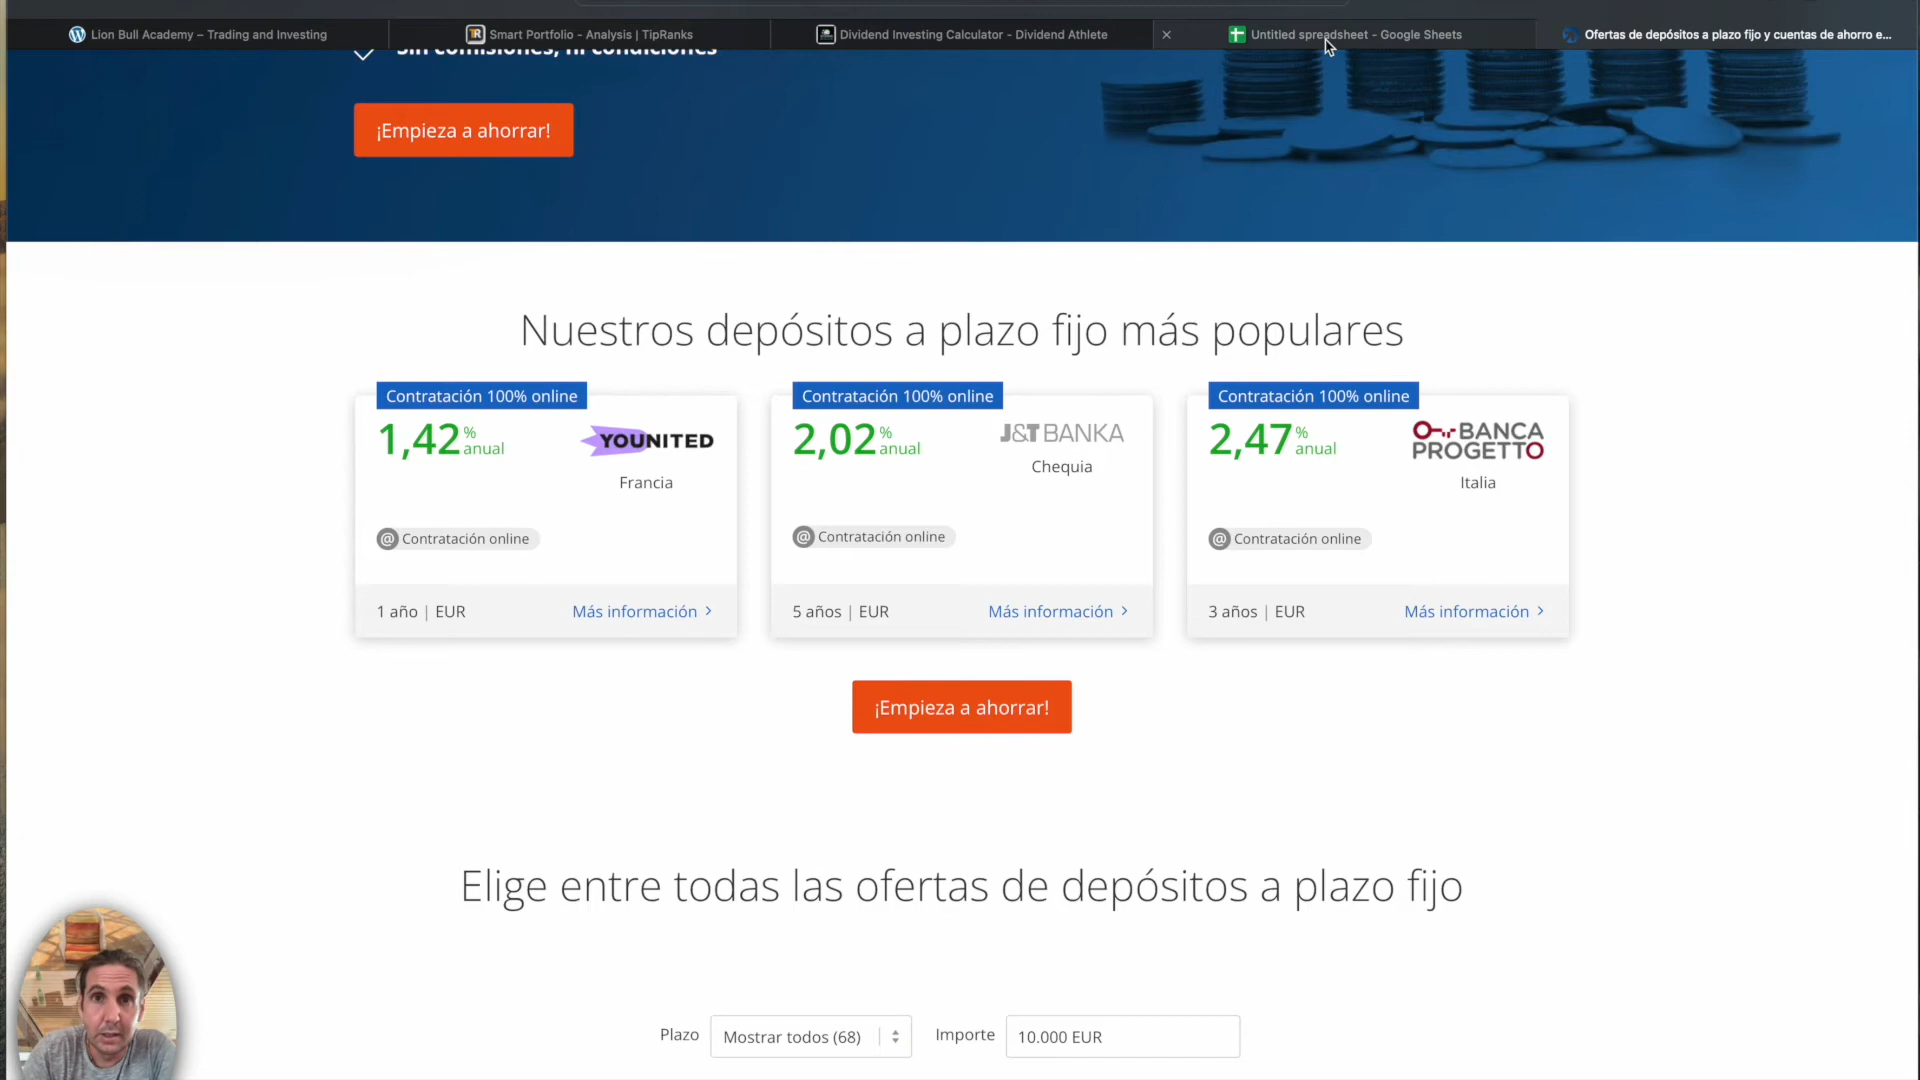 Lion Bull Academy – Trading and Investing
Smart Portfolio - Analysis | TipRanks
Dividend Investing Calculator - Dividend Athlete
Untitled spreadsheet - Google Sheets
Ofertas de depósitos a plazo fijo y cuentas de ahorro e...
Sin comisiones, ni condiciones
¡Empieza a ahorrar!
Nuestros depósitos a plazo fijo más populares
Contratación 100% online
1,42 % anual
YOUNITED
Francia
@ Contratación online
1 año | EUR
Más información >
Contratación 100% online
2,02 % anual
J&T BANKA
Chequia
@ Contratación online
5 años | EUR
Más información >
Contratación 100% online
2,47 % anual
BANCA
PROGETTO
Italia
@ Contratación online
3 años | EUR
Más información >
¡Empieza a ahorrar!
Elige entre todas las ofertas de depósitos a plazo fijo
Plazo
Mostrar todos (68)
Importe
10.000 EUR